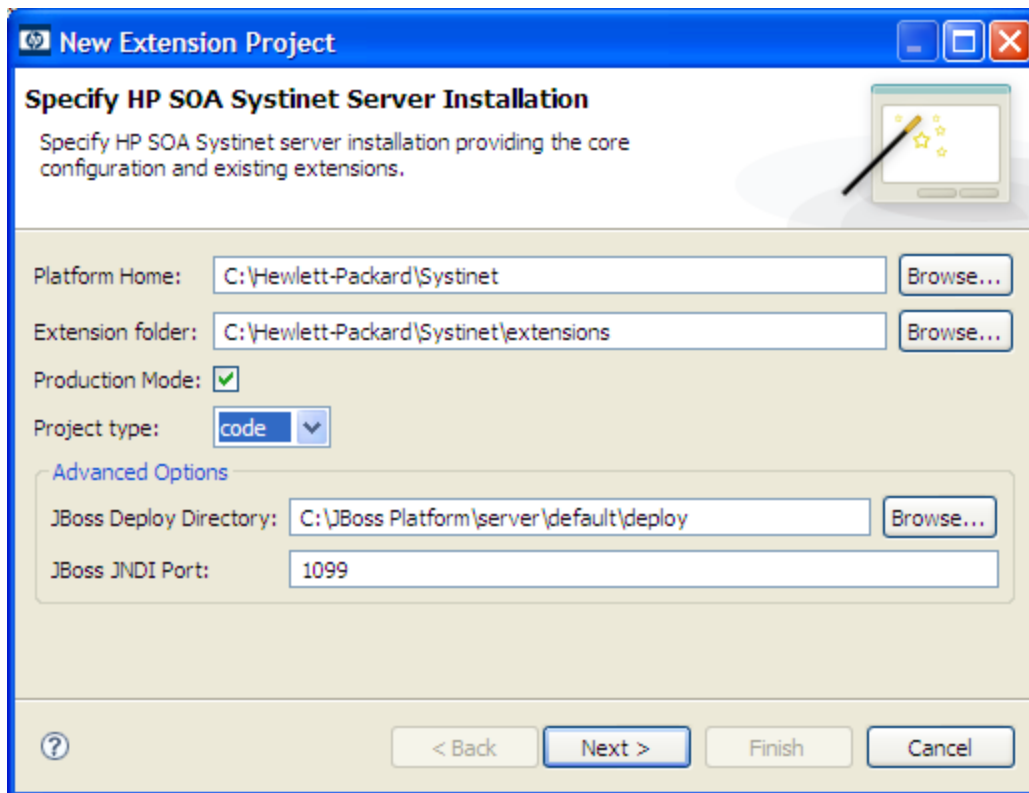 New Extension Project
Specify HP SOA Systinet Server Installation
Specify HP SOA Systinet server installation providing the core
configuration and existing extensions.
Platform Home: C:\Hewlett-Packard\Systinet Browse...
Extension folder: C:\Hewlett-Packard\Systinet\extensions Browse...
Production Mode:
Project type: code
Advanced Options
JBoss Deploy Directory: C:\JBoss Platform\server\default\deploy Browse...
JBoss JNDI Port: 1099
? < Back Next > Finish Cancel